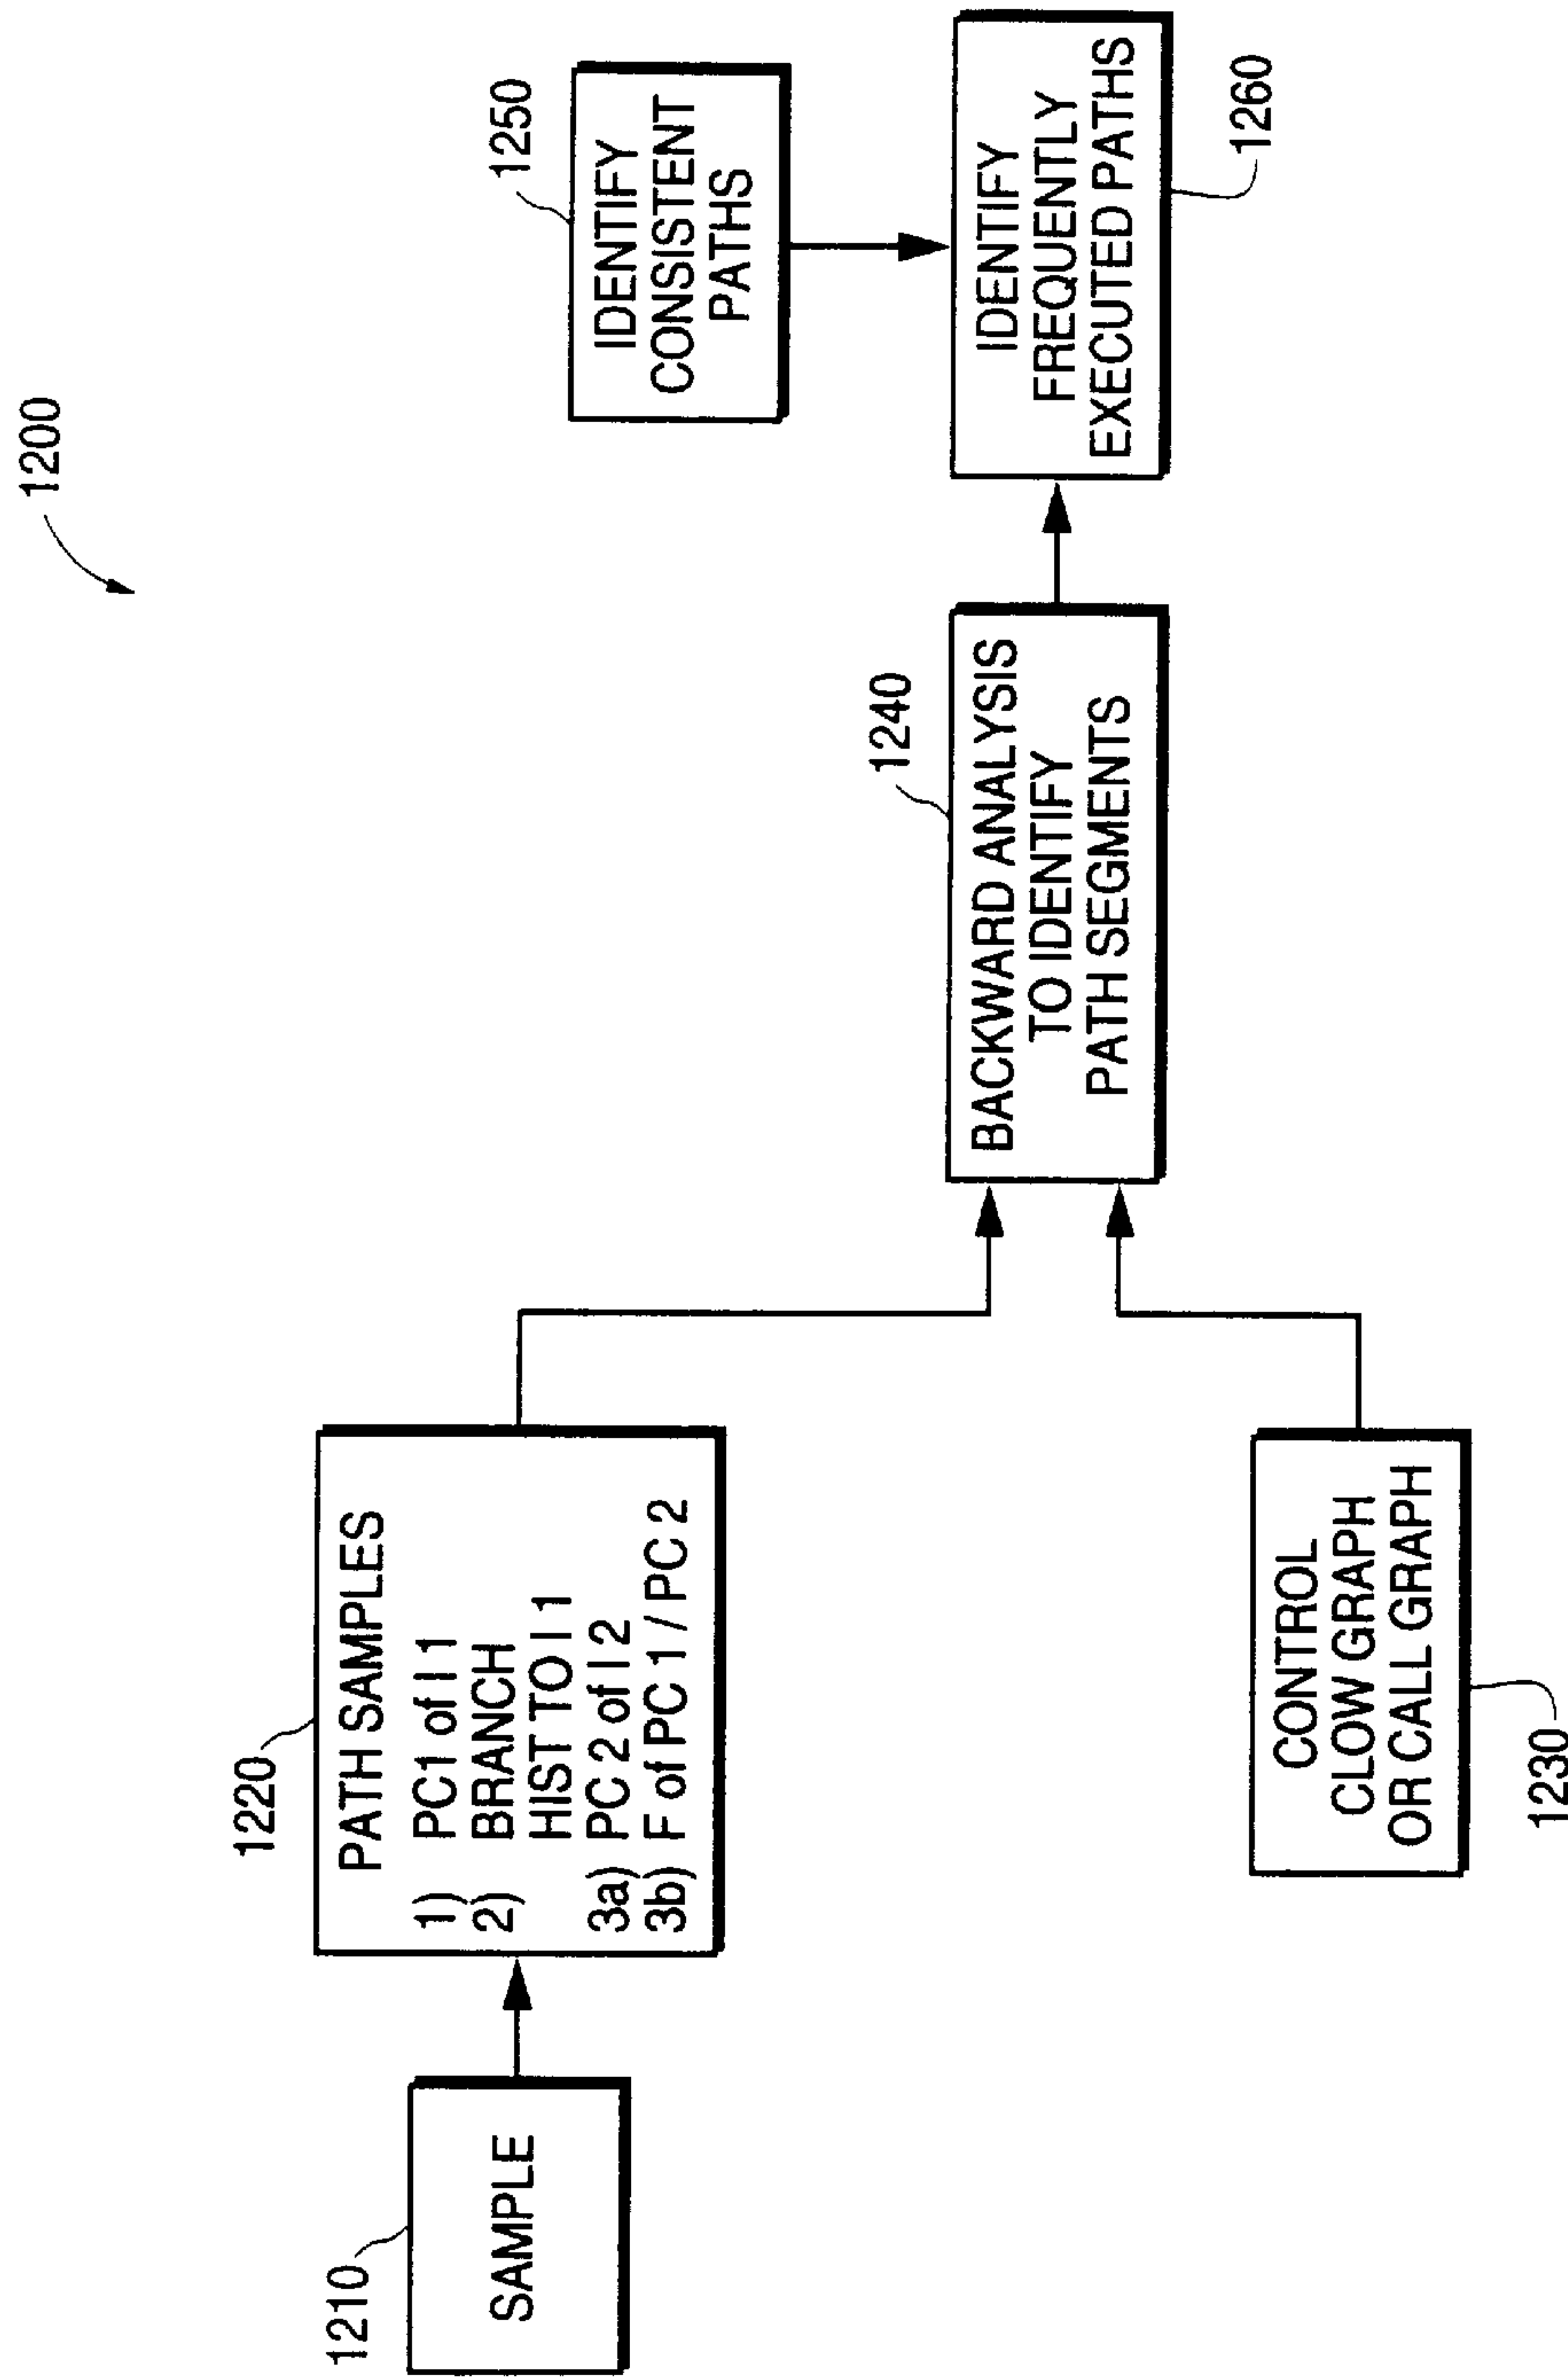 1200
1210
SAMPLE
1220
PATH SAMPLES
1) PC1 of I 1
2) BRANCH
HIST TO I 1
3a) PC 2 of I 2
3b) F of PC 1 / PC 2
1230
CONTROL
CLOW GRAPH
OR CALL GRAPH
1240
BACKWARD ANALYSIS
TO IDENTIFY
PATH SEGMENTS
1250
IDENTIFY
CONSISTENT
PATHS
IDENTIFY
FREQUENTLY
EXECUTED PATHS
1260